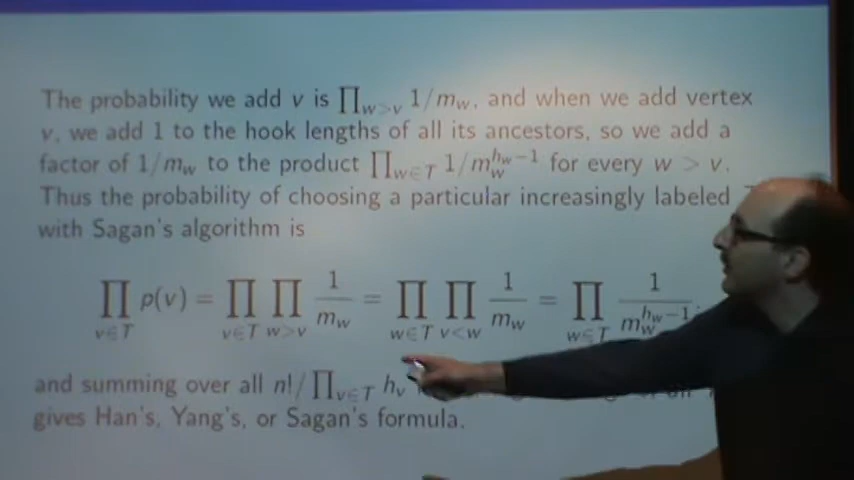 The probability we add v is ∏_{w>v} 1/m_w, and when we add vertex
v, we add 1 to the hook lengths of all its ancestors, so we add a
factor of 1/m_w to the product ∏_{w∈T} 1/m_w^{h_w−1} for every w > v.
Thus the probability of choosing a particular increasingly labeled
with Sagan's algorithm is
∏_{v∈T} p(v) = ∏_{v∈T} ∏_{w>v} 1/m_w = ∏_{w∈T} ∏_{v<w} 1/m_w = ∏_{w∈T} 1/m_w^{h_w−1};
and summing over all n!/∏_{v∈T} h_v
gives Han's, Yang's, or Sagan's formula.